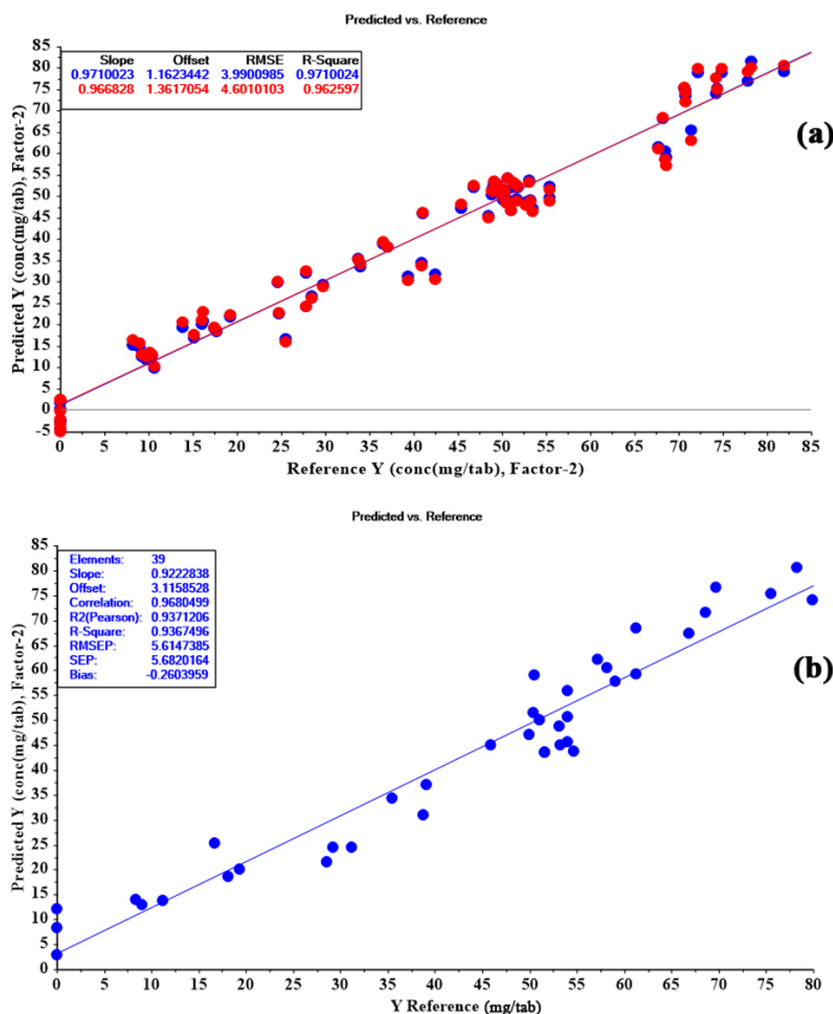 Predicted vs. Reference
Slope Offset RMSE R-Square
0.9710023 1.1623442 3.9900985 0.9710024
0.966828 1.3617054 4.6010103 0.962597
(a)
Predicted Y (conc(mg/tab), Factor-2)
85
80
75
70
65
60
55
50
45
40
35
30
25
20
15
10
5
0
-5
0 5 10 15 20 25 30 35 40 45 50 55 60 65 70 75 80 85
Reference Y (conc(mg/tab), Factor-2)
Predicted vs. Reference
Elements: 39
Slope: 0.9222838
Offset: 3.1158528
Correlation: 0.9680499
R2(Pearson): 0.9371206
R-Square: 0.9367496
RMSEP: 5.6147385
SEP: 5.6820164
Bias: -0.2603959
(b)
Predicted Y (conc(mg/tab), Factor-2)
85
80
75
70
65
60
55
50
45
40
35
30
25
20
15
10
5
0
0 5 10 15 20 25 30 35 40 45 50 55 60 65 70 75 80
Y Reference (mg/tab)